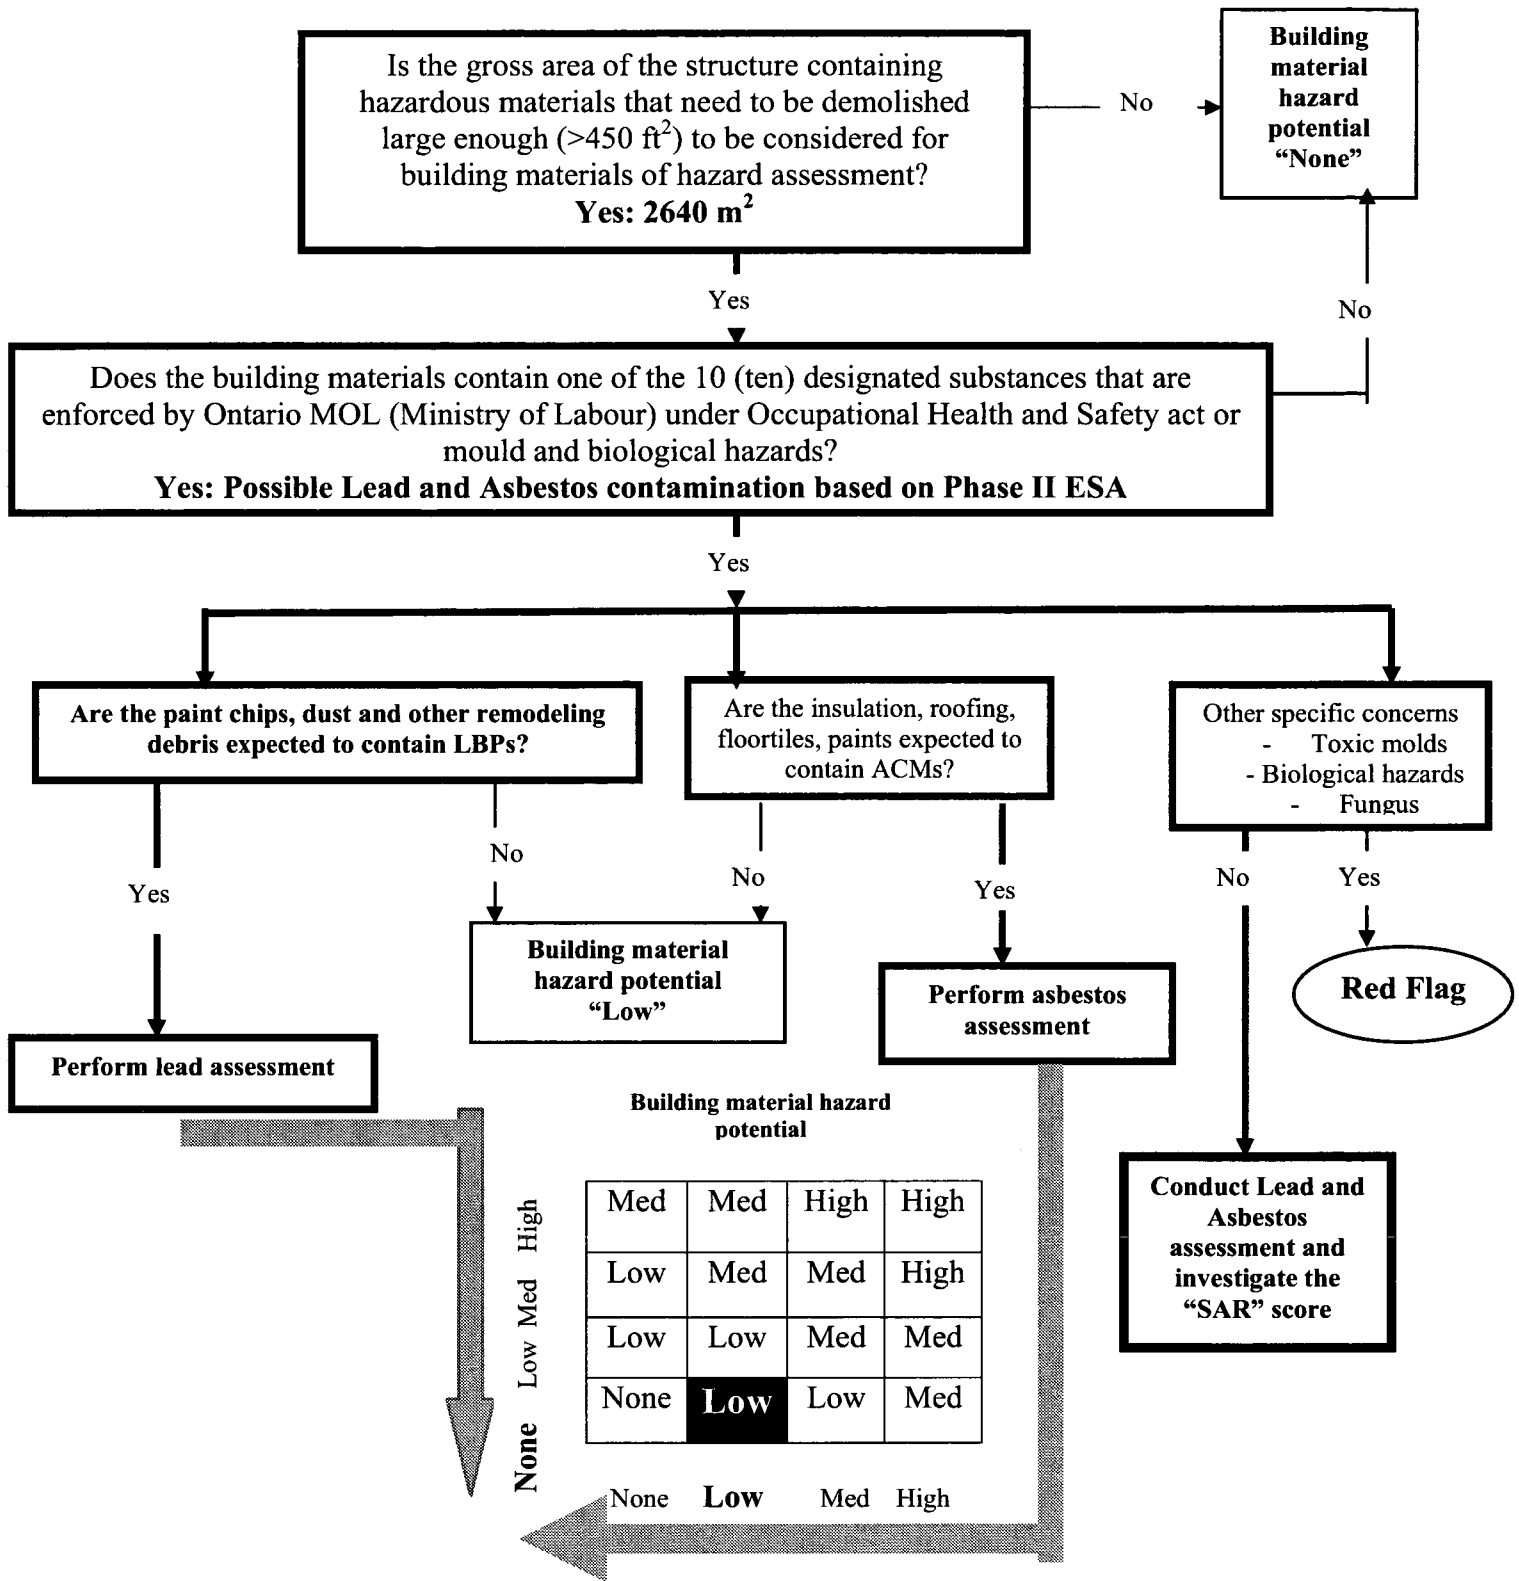 Is the gross area of the structure containing
hazardous materials that need to be demolished
large enough (>450 ft²) to be considered for
building materials of hazard assessment?
Yes: 2640 m²
No
Building
material
hazard
potential
“None”
Yes
No
Does the building materials contain one of the 10 (ten) designated substances that are
enforced by Ontario MOL (Ministry of Labour) under Occupational Health and Safety act or
mould and biological hazards?
Yes: Possible Lead and Asbestos contamination based on Phase II ESA
Yes
Are the paint chips, dust and other remodeling
debris expected to contain LBPs?
Are the insulation, roofing,
floortiles, paints expected to
contain ACMs?
Other specific concerns
- Toxic molds
- Biological hazards
- Fungus
Yes
No
No
Yes
No
Yes
Building material
hazard potential
“Low”
Perform asbestos
assessment
Red Flag
Perform lead assessment
Building material hazard
potential
Conduct Lead and
Asbestos
assessment and
investigate the
“SAR” score
High
Med
Low
None
Med Med High High
Low Med Med High
Low Low Med Med
None Low Low Med
None Low Med High